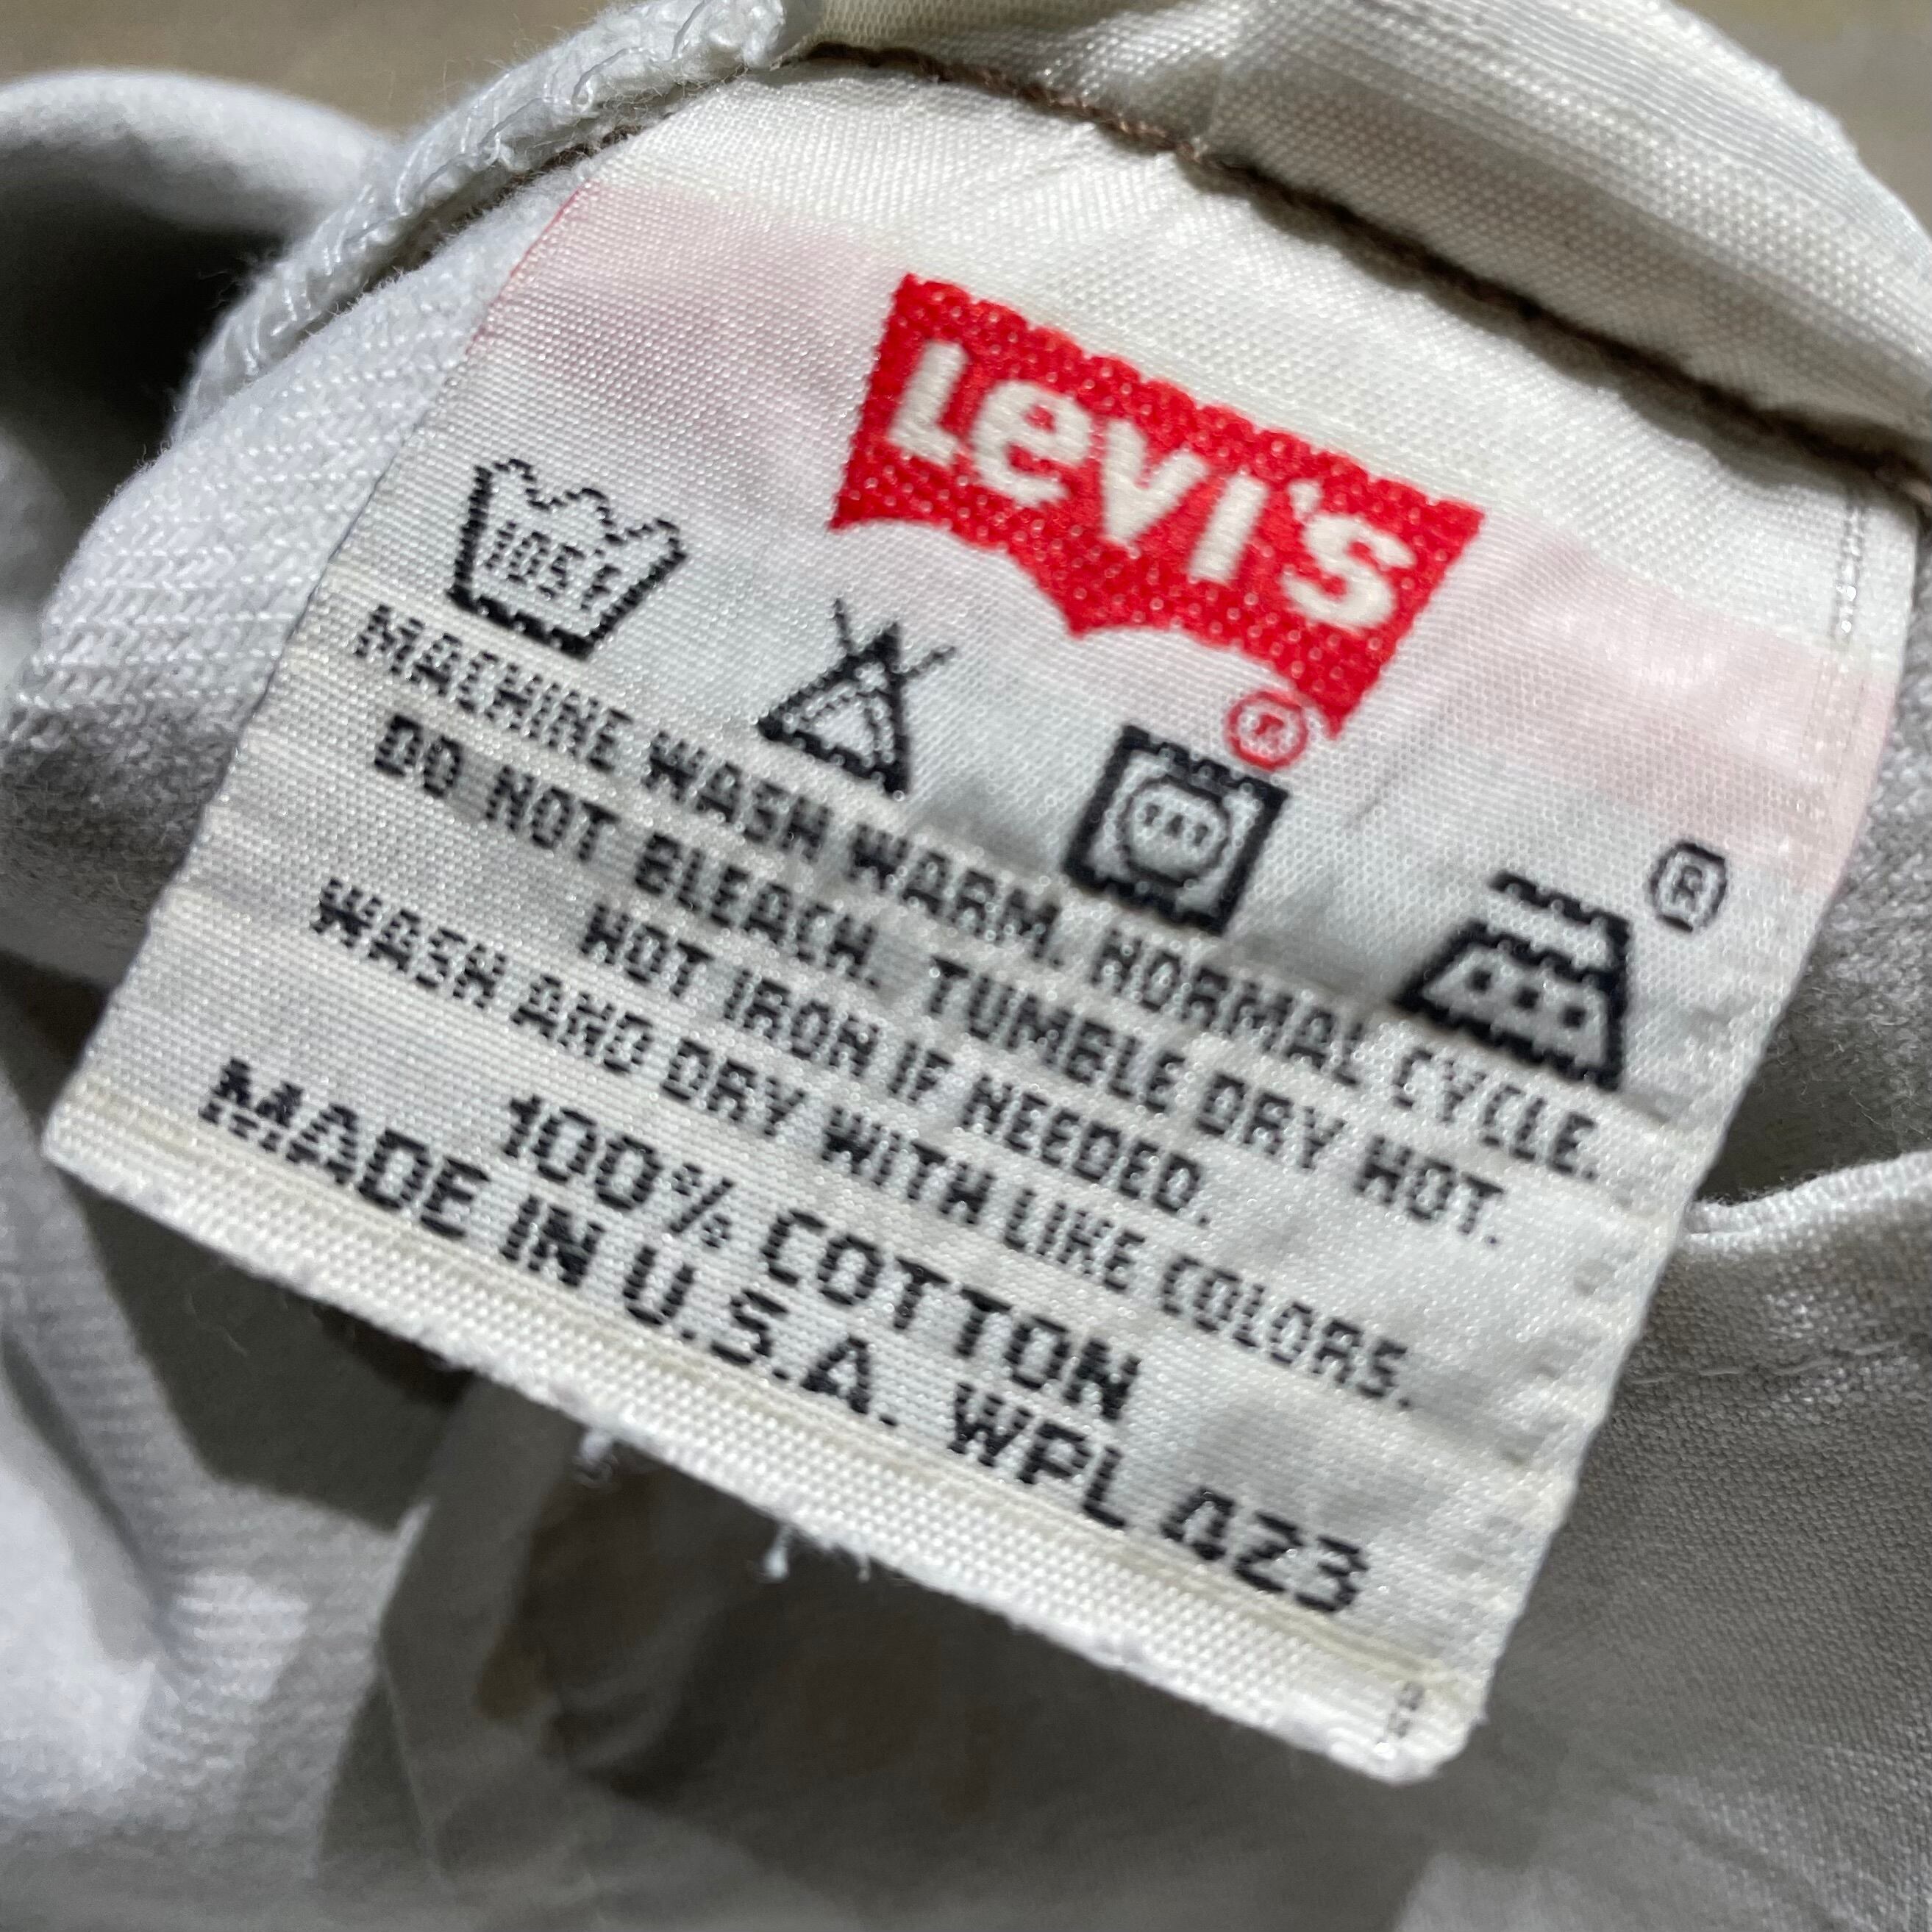 Levi's
®
105°F
®
MACHINE WASH WARM. NORMAL CYCLE.
DO NOT BLEACH. TUMBLE DRY HOT.
HOT IRON IF NEEDED.
WASH AND DRY WITH LIKE COLORS.
100% COTTON
MADE IN U.S.A. WPL 423